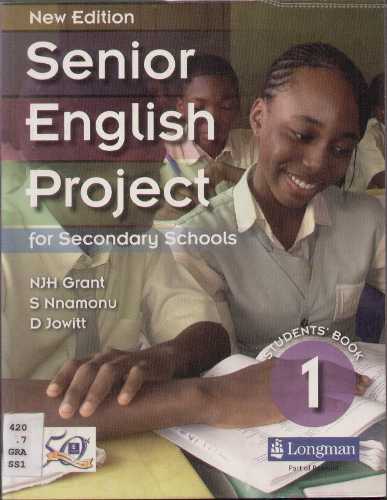 New Edition
Senior
English
Project
for Secondary Schools
NJH Grant
S Nnamonu
D Jowitt
STUDENTS' BOOK
1
420
.7
GRA
SS1
50
Longman
Part of Pearson